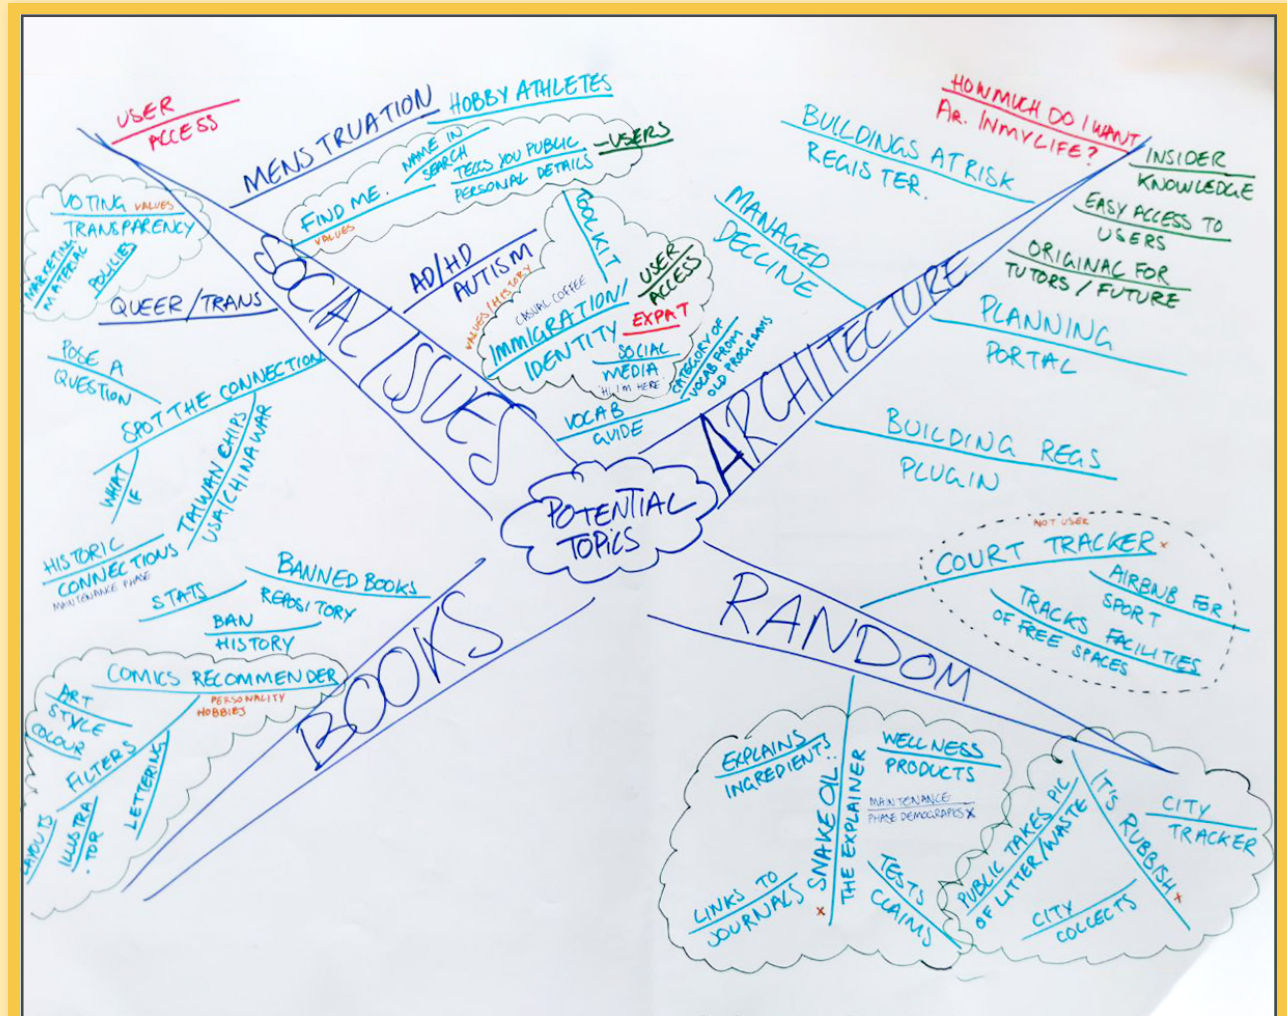 USER
ACCESS
MENSTRUATION
HOBBY ATHLETES
FIND ME.
VALUES
NAME IN
SEARCH
TELLS YOU PUBLIC
PERSONAL DETAILS
- USERS
VOTING VALUES
TRANSPARENCY
MARKETING
MATERIAL
POLICIES
QUEER/TRANS
AD/HD
AUTISM
SOCIAL ISSUES
TOOLKIT
VALUES/HISTORY
CASUAL COFFEE
IMMIGRATION/
IDENTITY
USER/
ACCESS
EXPAT
SOCIAL
MEDIA
'HI, I'M HERE'
VOCAB
GUIDE
CATEGORY OF
VOCAB FROM
OLD PROGRAMS
POSE A
QUESTION
SPOT THE CONNECTION
WHAT
IF
TAIWAN CHIPS
USA/CHINA WAR
HISTORIC
CONNECTIONS
MAINTENANCE PHASE
HOW MUCH DO I WANT
AR. IN MY LIFE?
BUILDINGS AT RISK
REGISTER.
INSIDER
KNOWLEDGE
EASY ACCESS TO
USERS
ORIGINAL FOR
TUTORS / FUTURE
MANAGED
DECLINE
ARCHITECTURE
PLANNING
PORTAL
BUILDING REGS
PLUGIN
POTENTIAL
TOPICS
BANNED BOOKS
REPOSITORY
STATS
BAN
HISTORY
BOOKS
COMICS RECOMMENDER
PERSONALITY
HOBBIES
ART
STYLE
COLOUR
FILTERS
LETTERING
LAYOUTS
ILLUSTRA
.TOR
RANDOM
NOT USER
COURT TRACKER x
AIRBNB FOR
SPORT
TRACKS FACILITIES
OF FREE SPACES
EXPLAINS
INGREDIENTS
x SNAKE OIL:
THE EXPLAINER
WELLNESS
PRODUCTS
MAINTENANCE
PHASE DEMOGRAPICS X
LINKS TO
JOURNALS
TESTS
CLAIMS
PUBLIC TAKES PIC
OF LITTER/WASTE
IT'S RUBBISH x
CITY
TRACKER
CITY
COLLECTS